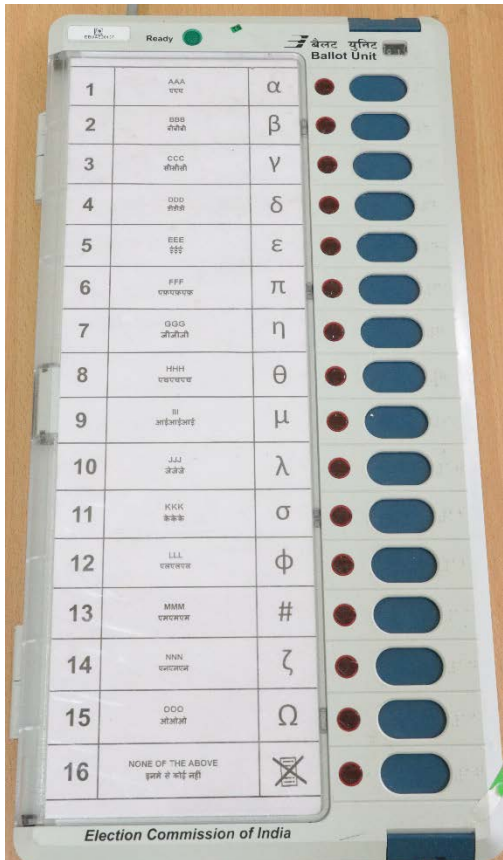 Ready
बैलट युनिट
Ballot Unit
1 AAA α
एएए
2 BBB β
बीबीबी
3 CCC γ
सीसीसी
4 DDD δ
डीडीडी
5 EEE ε
ईईई
6 FFF π
एफएफएफ
7 GGG η
जीजीजी
8 HHH θ
एचएचएच
9 III μ
आईआईआई
10 JJJ λ
जेजेजे
11 KKK σ
केकेके
12 LLL ϕ
एलएलएल
13 MMM #
एमएमएम
14 NNN ζ
एनएनएन
15 OOO Ω
ओओओ
16 NONE OF THE ABOVE
इनमे से कोई नही
Election Commission of India